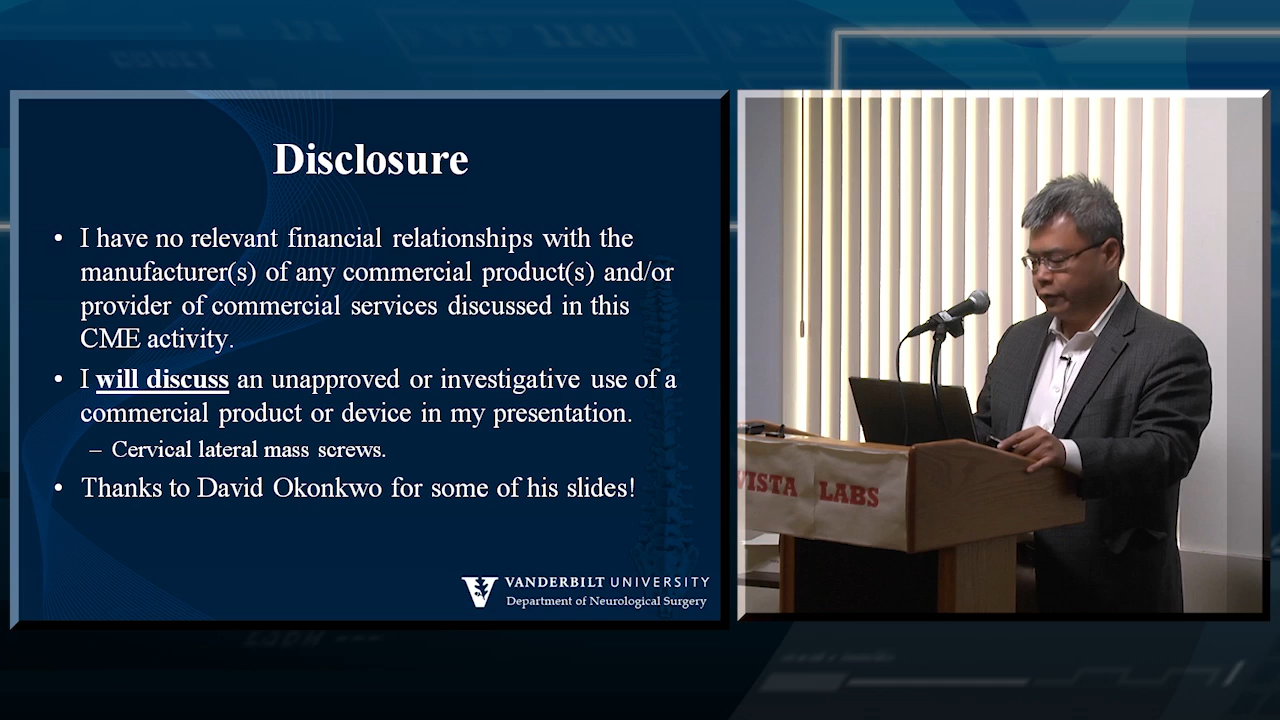 Disclosure
• I have no relevant financial relationships with the
manufacturer(s) of any commercial product(s) and/or
provider of commercial services discussed in this
CME activity.
• I will discuss an unapproved or investigative use of a
commercial product or device in my presentation.
– Cervical lateral mass screws.
• Thanks to David Okonkwo for some of his slides!
VANDERBILT UNIVERSITY
Department of Neurological Surgery
VISTA LABS